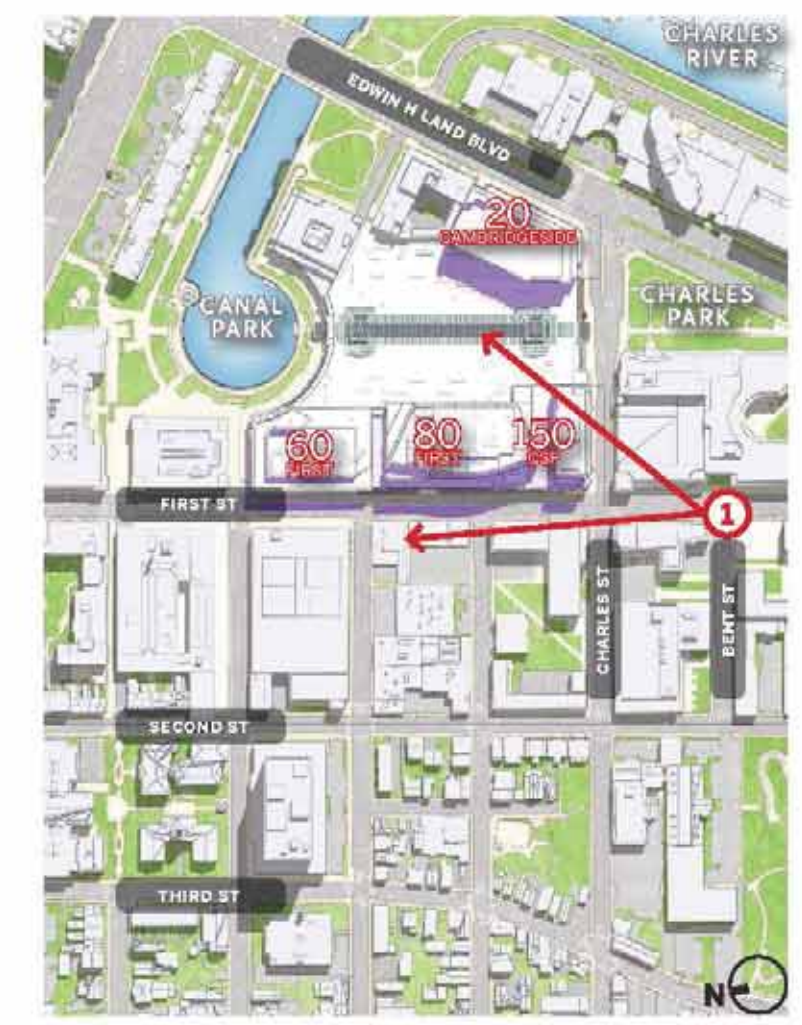 CHARLES
RIVER
EDWIN H LAND BLVD
20
CAMBRIDGESIDE
CANAL
PARK
CHARLES
PARK
60
FIRST
80
FIRST
150
CSP
FIRST ST
1
CHARLES ST
BENT ST
SECOND ST
THIRD ST
N